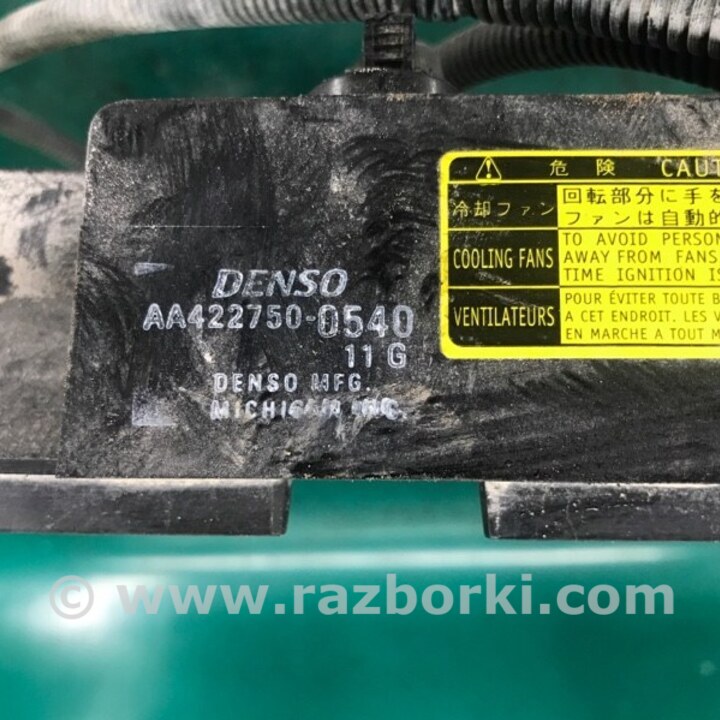 DENSO
AA422750-0540
11 G
DENSO MFG.
MICHIGAN INC.
⚠ 危 険 CAUT
冷却ファン
回転部分に手を
ファンは自動的
COOLING FANS
TO AVOID PERSON
AWAY FROM FANS
TIME IGNITION IS
VENTILATEURS
POUR ÉVITER TOUTE B
A CET ENDROIT. LES V
EN MARCHE A TOUT M
© www.razborki.com